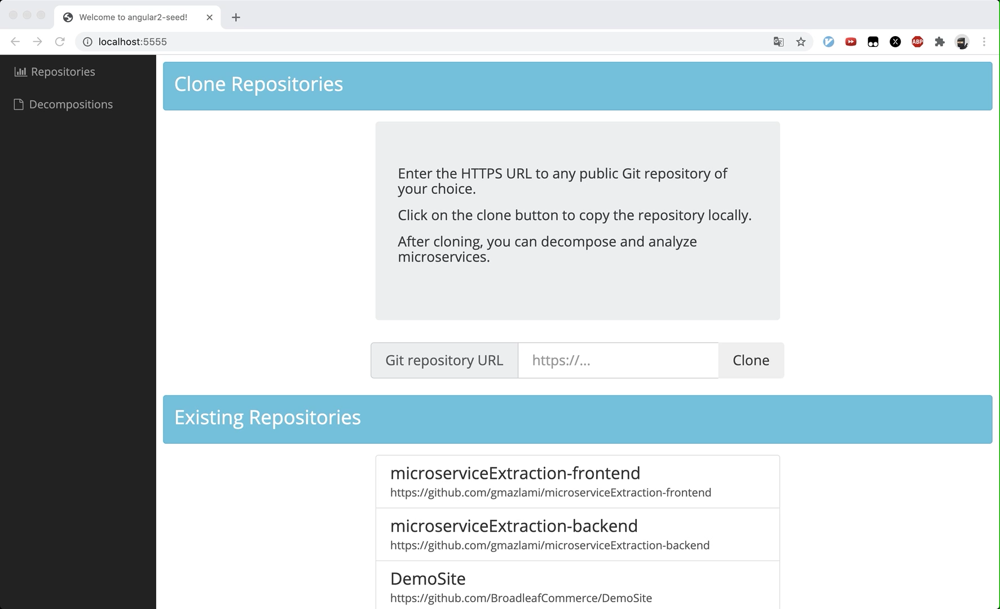 Welcome to angular2-seed!
localhost:5555
ABP
Repositories
Decompositions
Clone Repositories
Enter the HTTPS URL to any public Git repository of
your choice.
Click on the clone button to copy the repository locally.
After cloning, you can decompose and analyze
microservices.
Git repository URL
https://...
Clone
Existing Repositories
microserviceExtraction-frontend
https://github.com/gmazlami/microserviceExtraction-frontend
microserviceExtraction-backend
https://github.com/gmazlami/microserviceExtraction-backend
DemoSite
https://github.com/BroadleafCommerce/DemoSite